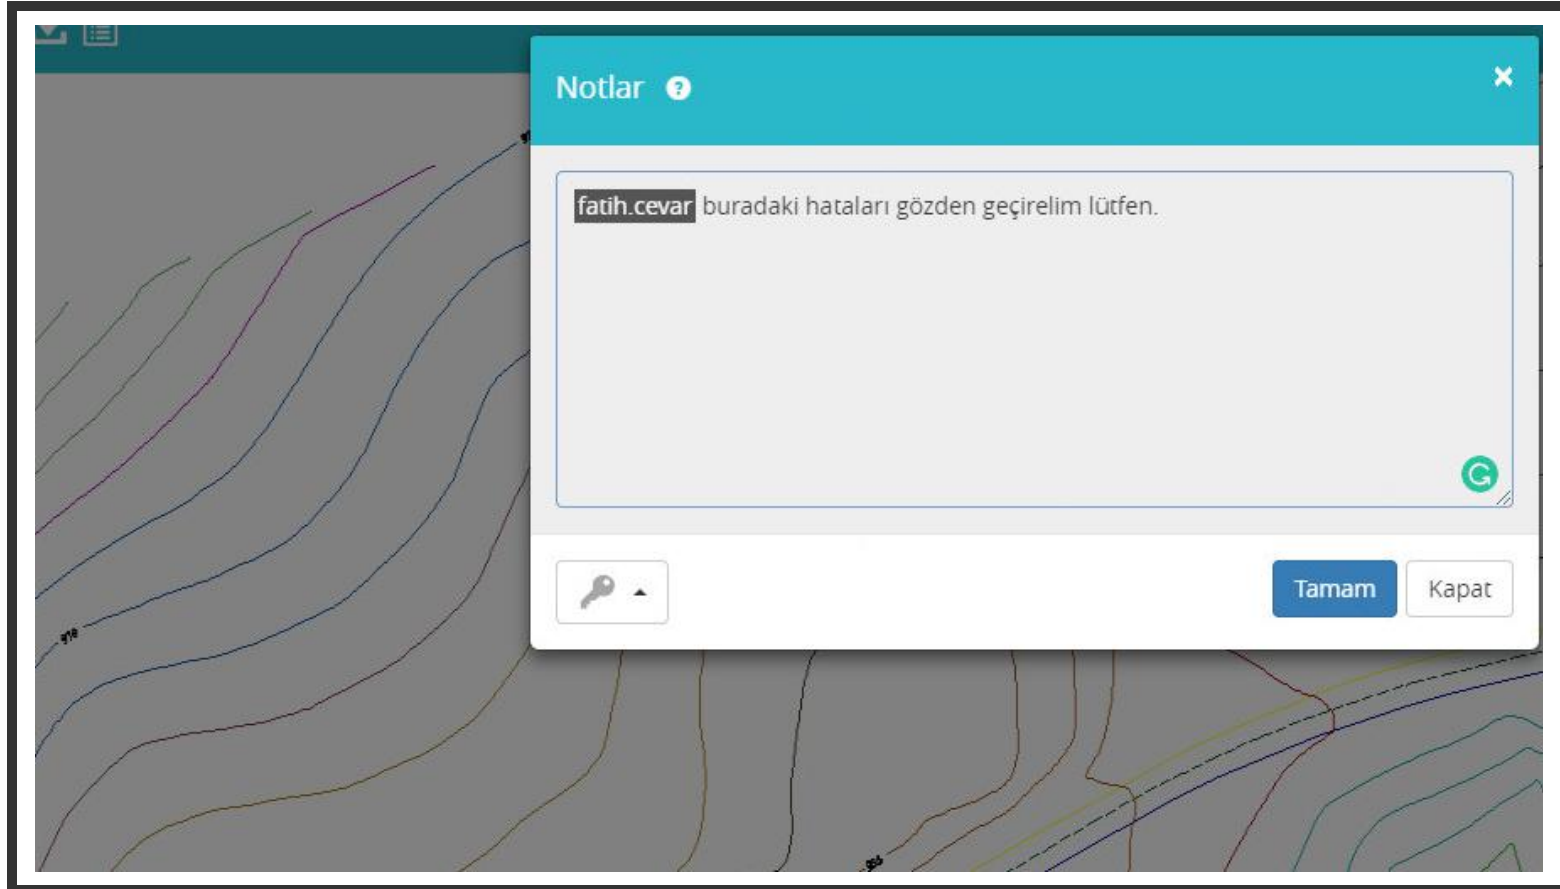 Notlar
fatih.cevar buradaki hataları gözden geçirelim lütfen.
Tamam
Kapat